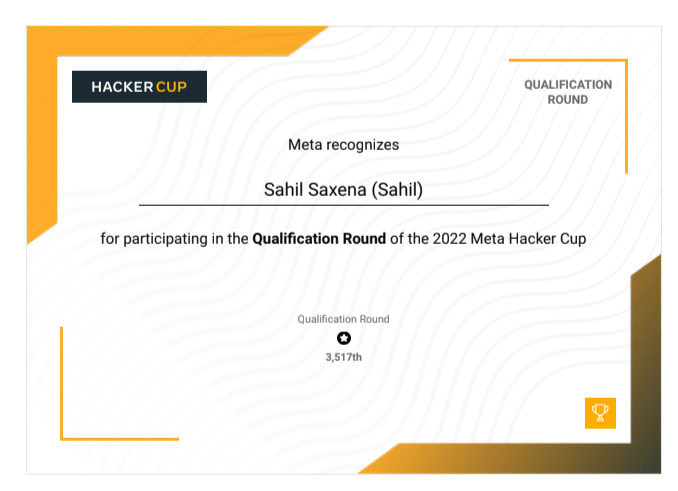 HACKER CUP
QUALIFICATION
ROUND
Meta recognizes
Sahil Saxena (Sahil)
for participating in the Qualification Round of the 2022 Meta Hacker Cup
Qualification Round
3,517th